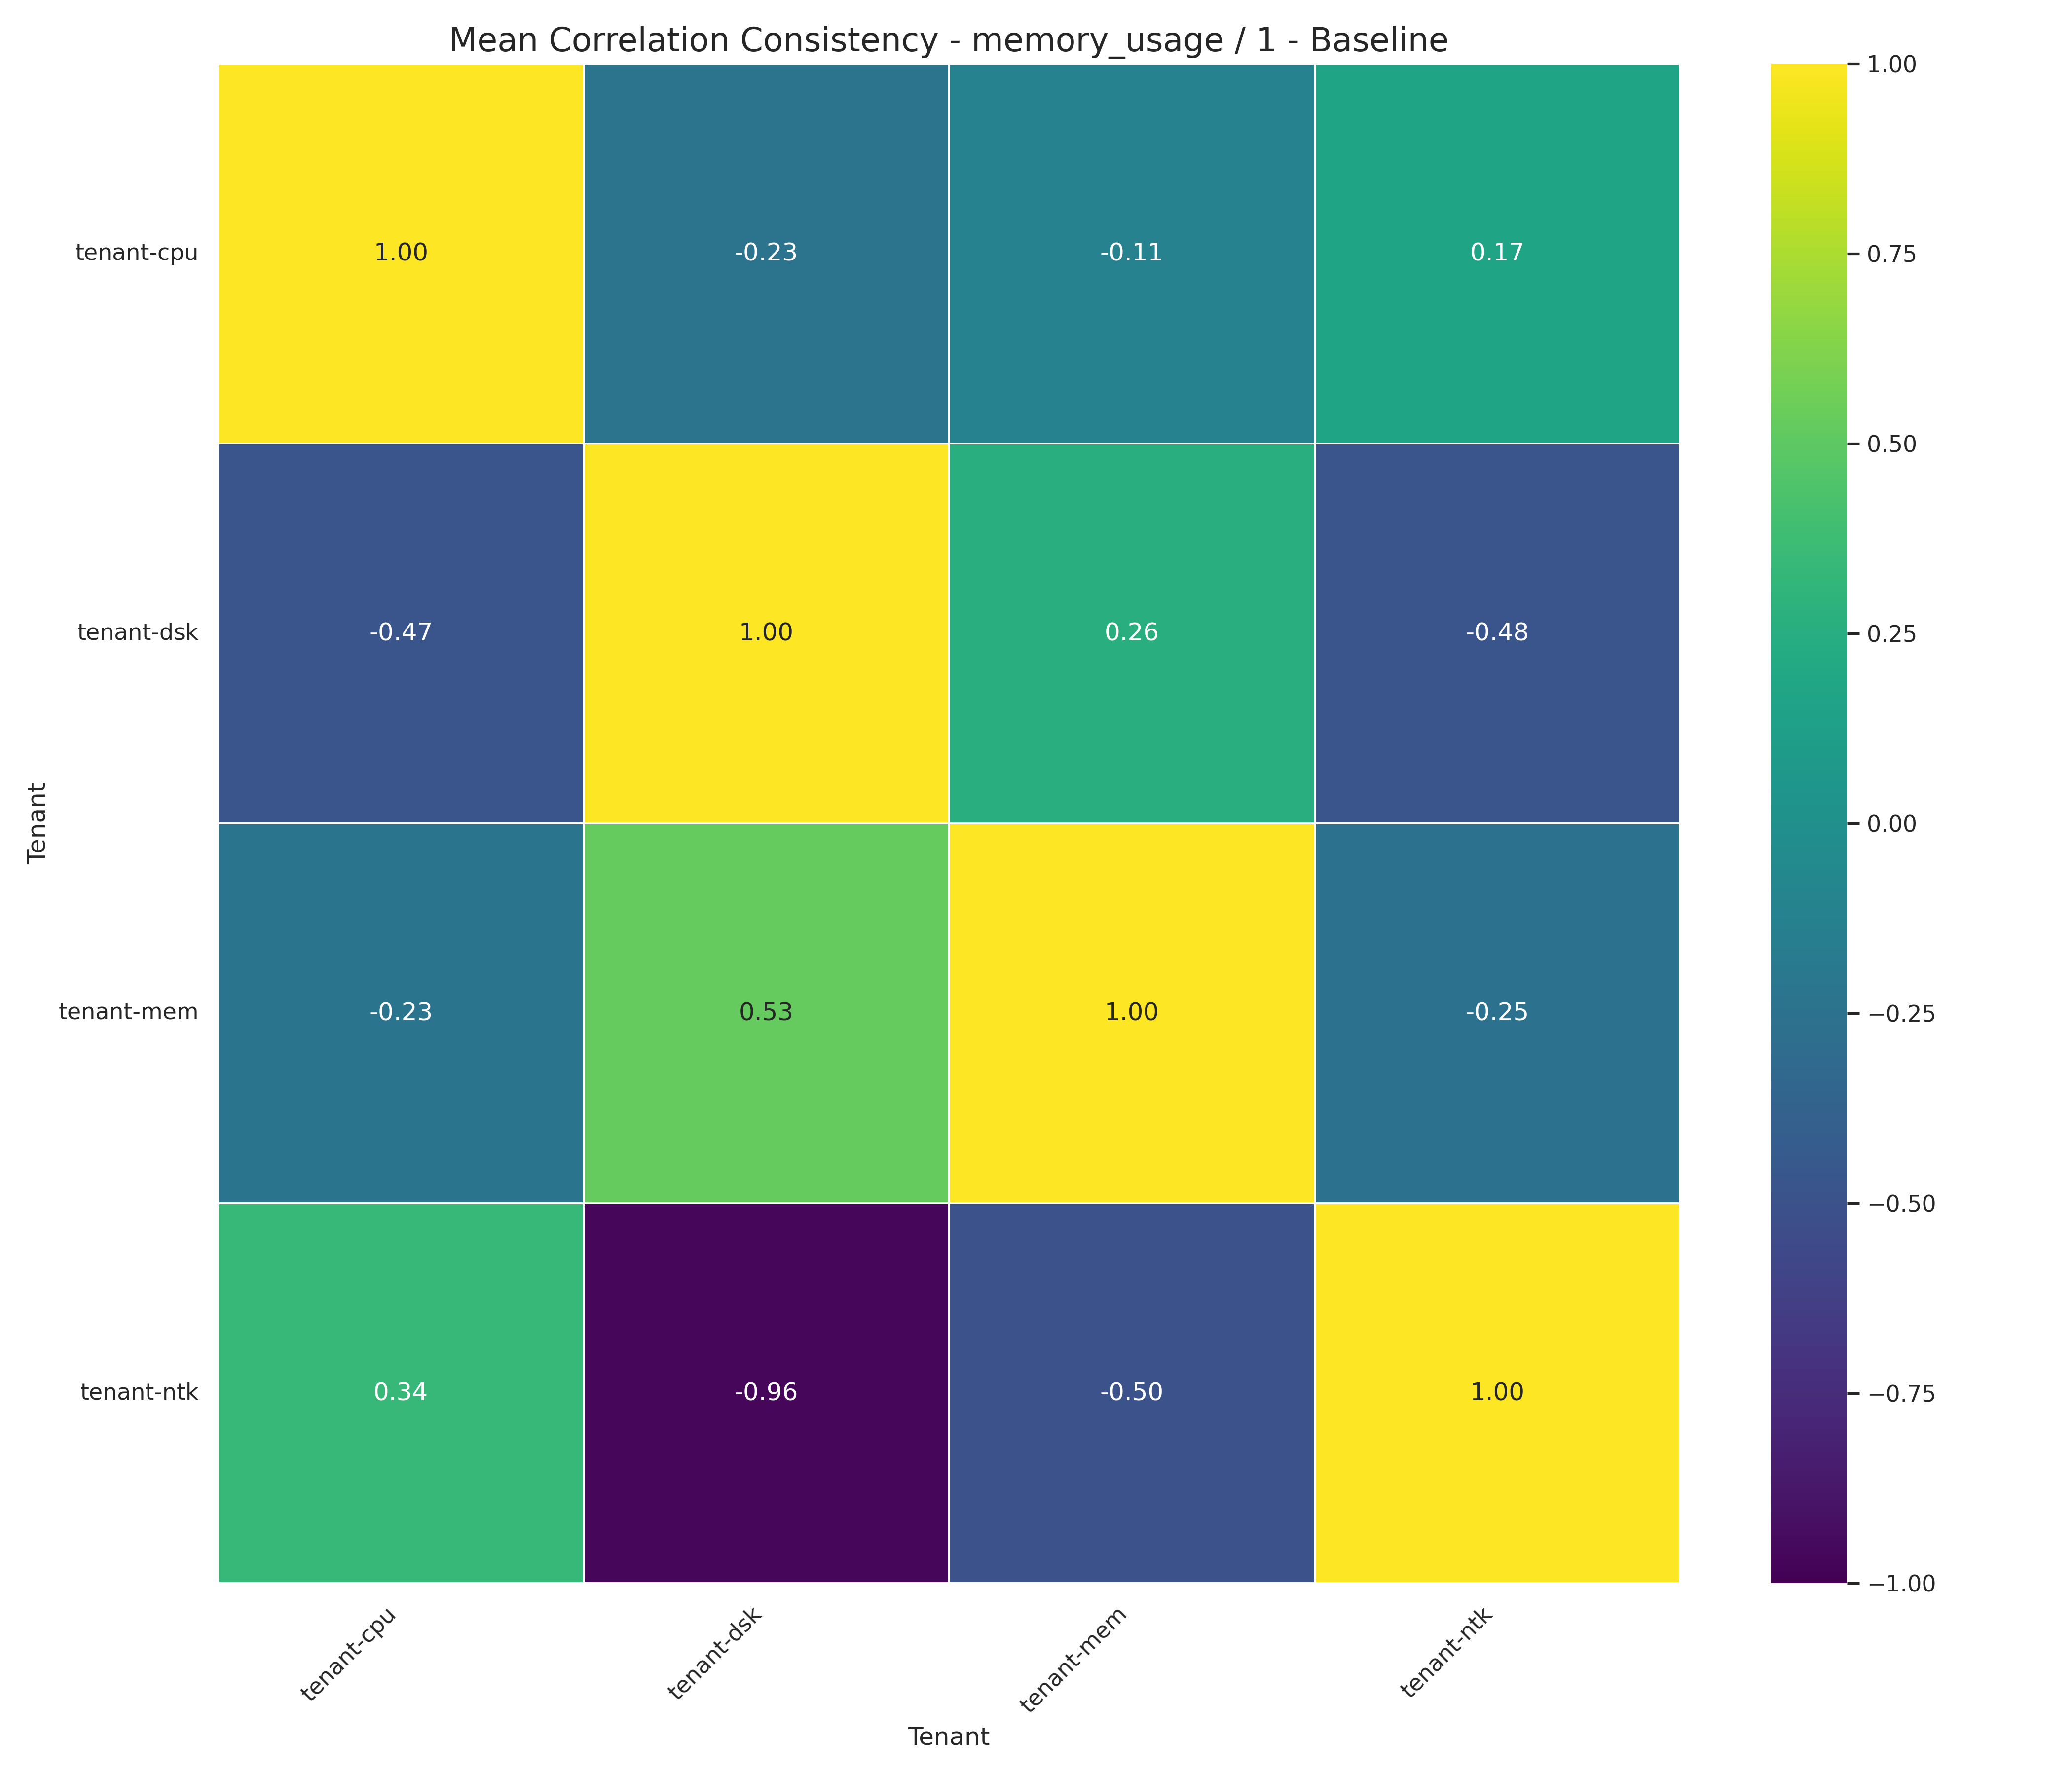 Mean Correlation Consistency - memory_usage / 1 - Baseline
tenant-cpu 1.00 -0.23 -0.11 0.17
tenant-dsk -0.47 1.00 0.26 -0.48
tenant-mem -0.23 0.53 1.00 -0.25
tenant-ntk 0.34 -0.96 -0.50 1.00
Tenant
tenant-cpu tenant-dsk tenant-mem tenant-ntk
Tenant
1.00
0.75
0.50
0.25
0.00
−0.25
−0.50
−0.75
−1.00